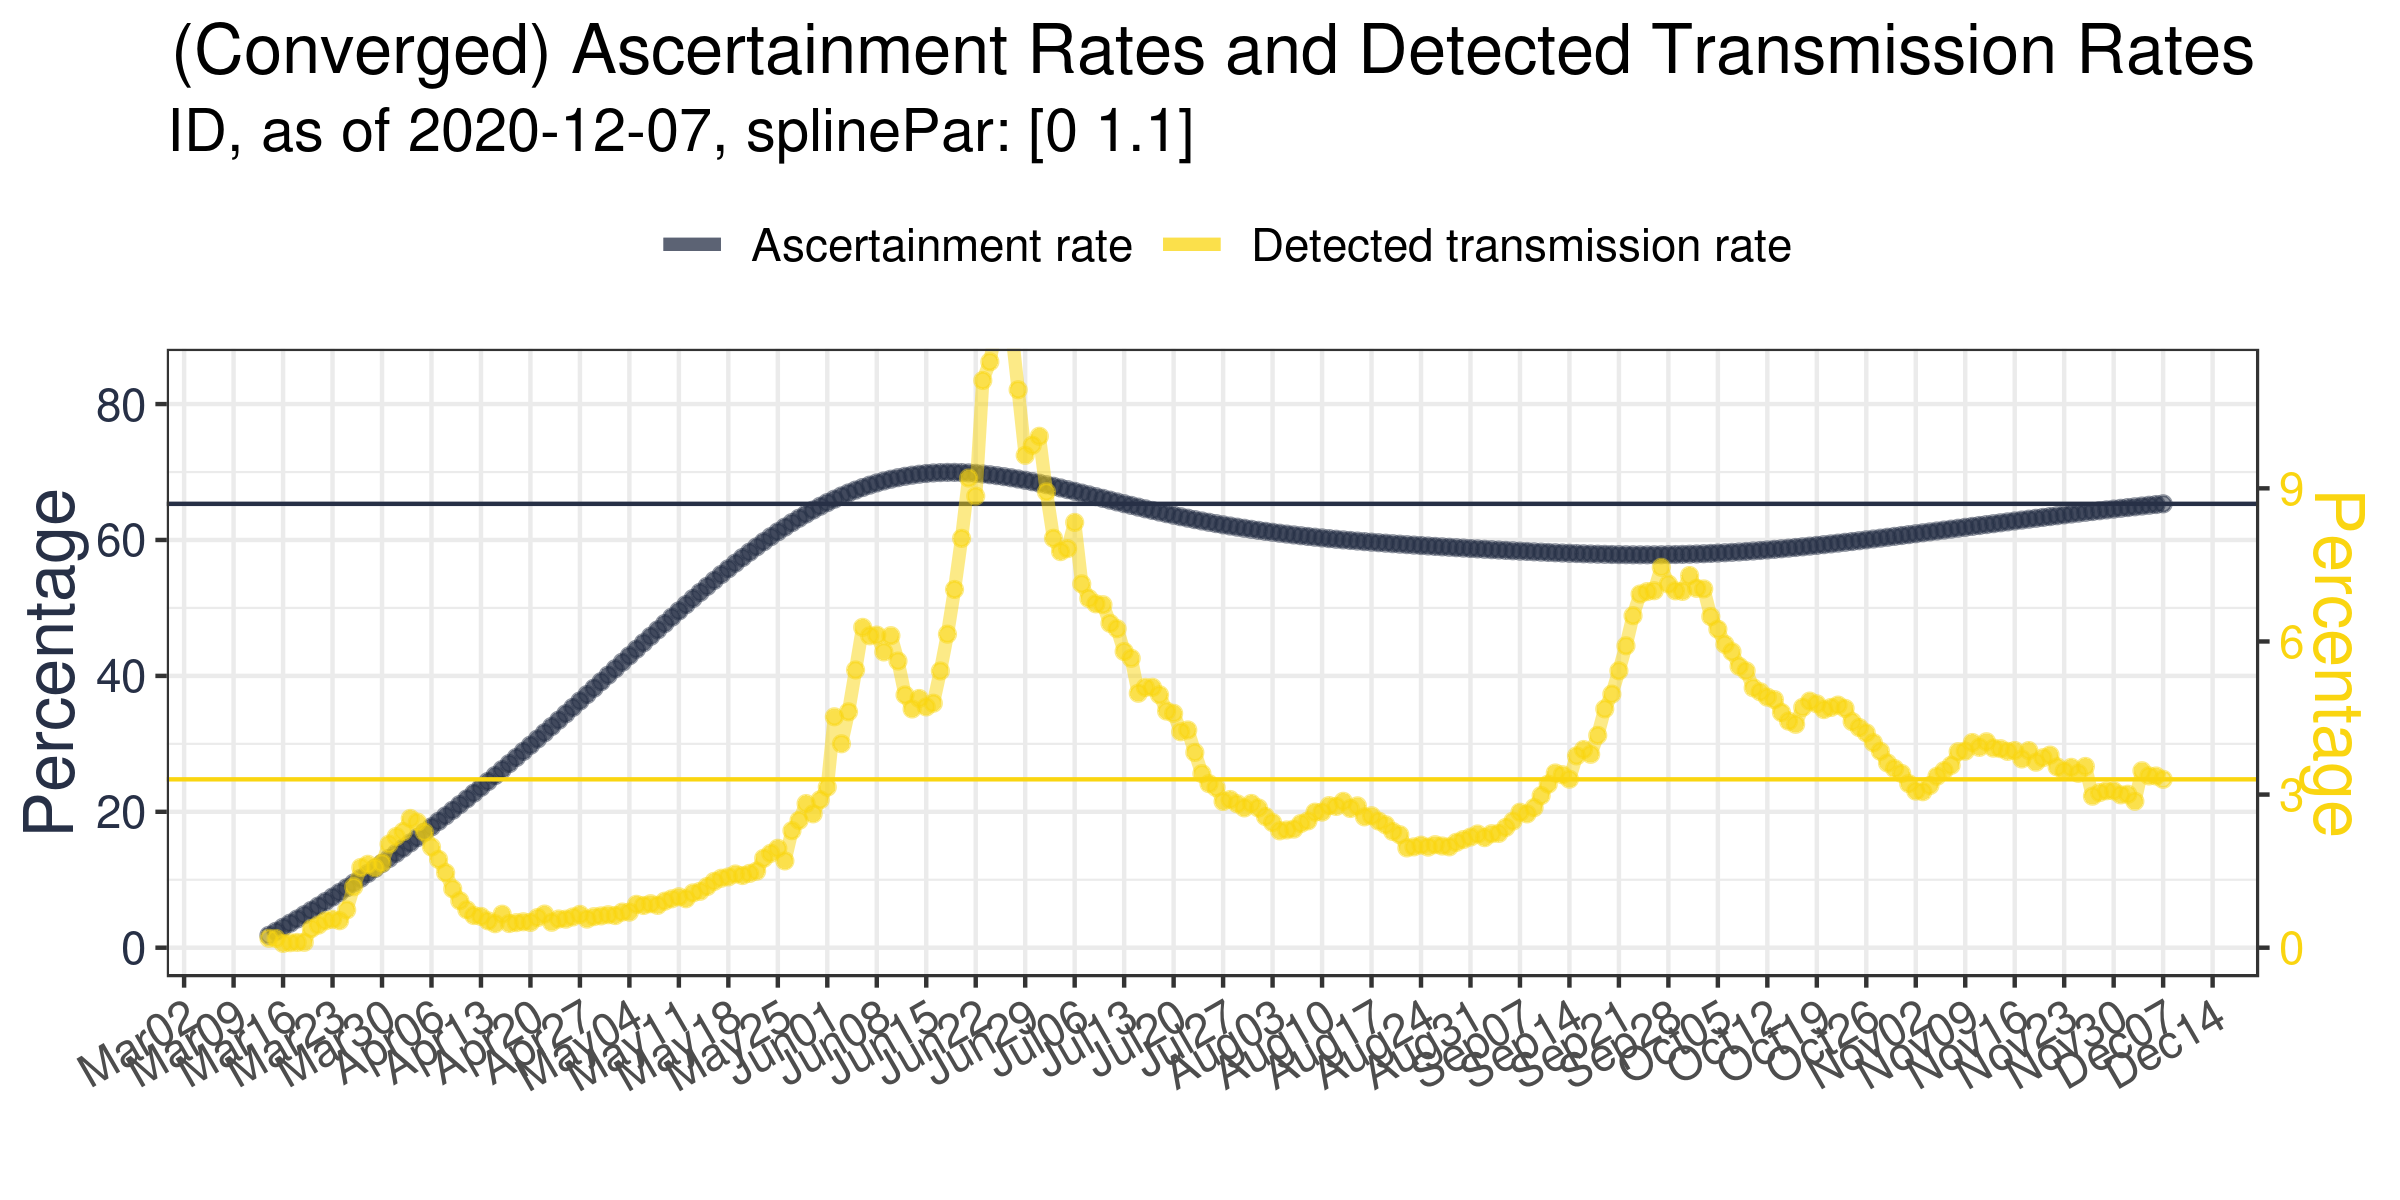 (Converged) Ascertainment Rates and Detected Transmission Rates
ID, as of 2020-12-07, splinePar: [0 1.1]
Ascertainment rate
Detected transmission rate
Percentage
80
60
40
20
0
9
6
3
0
Percentage
Mar02
Mar09
Mar16
Mar23
Mar30
Apr06
Apr13
Apr20
Apr27
May04
May11
May18
May25
Jun01
Jun08
Jun15
Jun22
Jun29
Jul06
Jul13
Jul20
Jul27
Aug03
Aug10
Aug17
Aug24
Aug31
Sep07
Sep14
Sep21
Sep28
Oct05
Oct12
Oct19
Oct26
Nov02
Nov09
Nov16
Nov23
Nov30
Dec07
Dec14